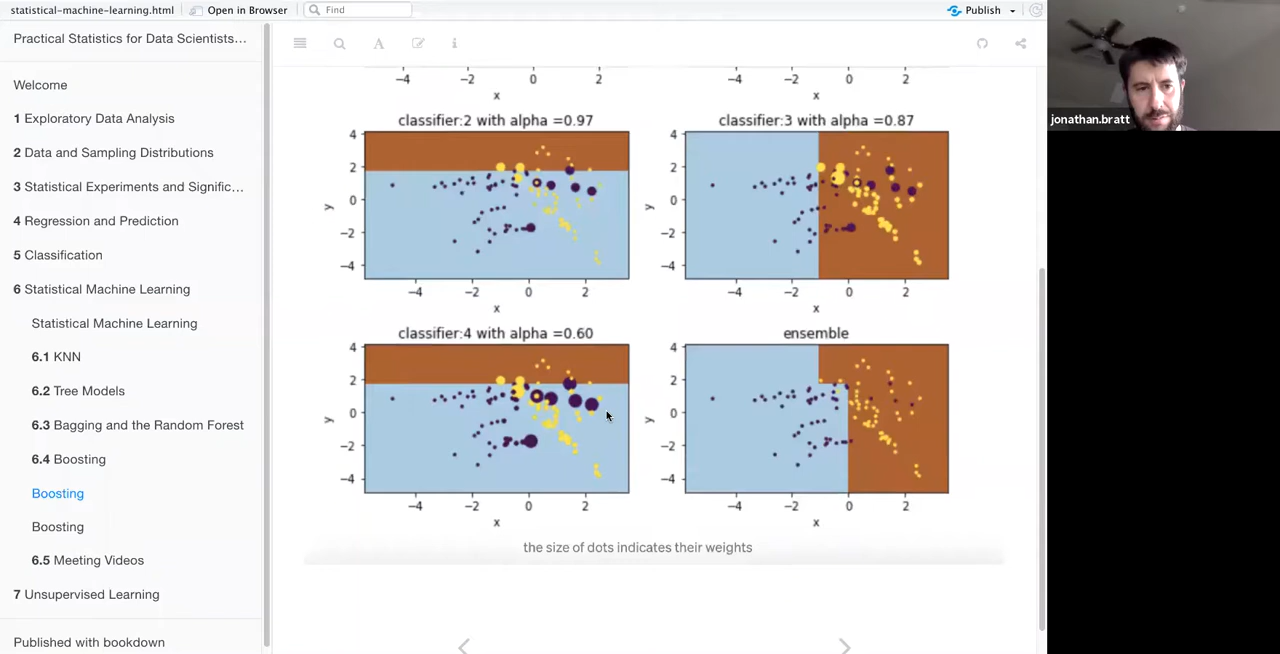 statistical-machine-learning.html
Open in Browser
Find
Publish
Practical Statistics for Data Scientists…
Welcome
1 Exploratory Data Analysis
2 Data and Sampling Distributions
3 Statistical Experiments and Signific…
4 Regression and Prediction
5 Classification
6 Statistical Machine Learning
Statistical Machine Learning
6.1 KNN
6.2 Tree Models
6.3 Bagging and the Random Forest
6.4 Boosting
Boosting
Boosting
6.5 Meeting Videos
7 Unsupervised Learning
Published with bookdown
−4 −2 0 2
x
−4 −2 0 2
x
classifier:2 with alpha =0.97
4
2
0
−2
−4
y
−4 −2 0 2
x
classifier:3 with alpha =0.87
4
2
0
−2
−4
y
−4 −2 0 2
x
classifier:4 with alpha =0.60
4
2
0
−2
−4
y
−4 −2 0 2
x
ensemble
4
2
0
−2
−4
y
−4 −2 0 2
x
the size of dots indicates their weights
jonathan.bratt